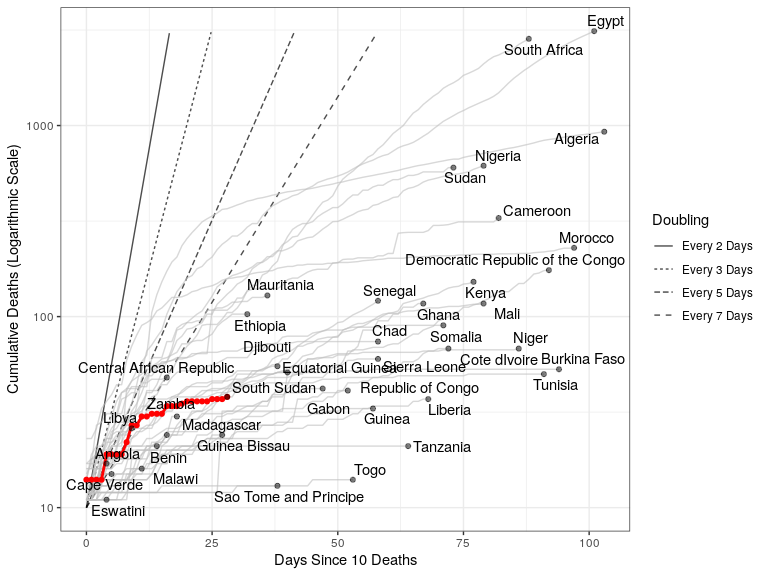 Egypt
South Africa
1000
Algeria
Nigeria
Sudan
Cameroon
Doubling
Morocco
Every 2 Days
Democratic Republic of the Congo
Every 3 Days
Mauritania
Senegal
Kenya
Every 5 Days
100
Ghana
Mali
Every 7 Days
Ethiopia
Chad
Somalia
Niger
Djibouti
Central African Republic
Equatorial Guinea
Sierra Leone
Cote dIvoire
Burkina Faso
South Sudan
Republic of Congo
Tunisia
Zambia
Gabon
Liberia
Libya
Madagascar
Guinea
Guinea Bissau
Tanzania
Angola
Benin
Togo
Cape Verde
Malawi
Sao Tome and Principe
10
Eswatini
0
25
50
75
100
Days Since 10 Deaths
Cumulative Deaths (Logarithmic Scale)